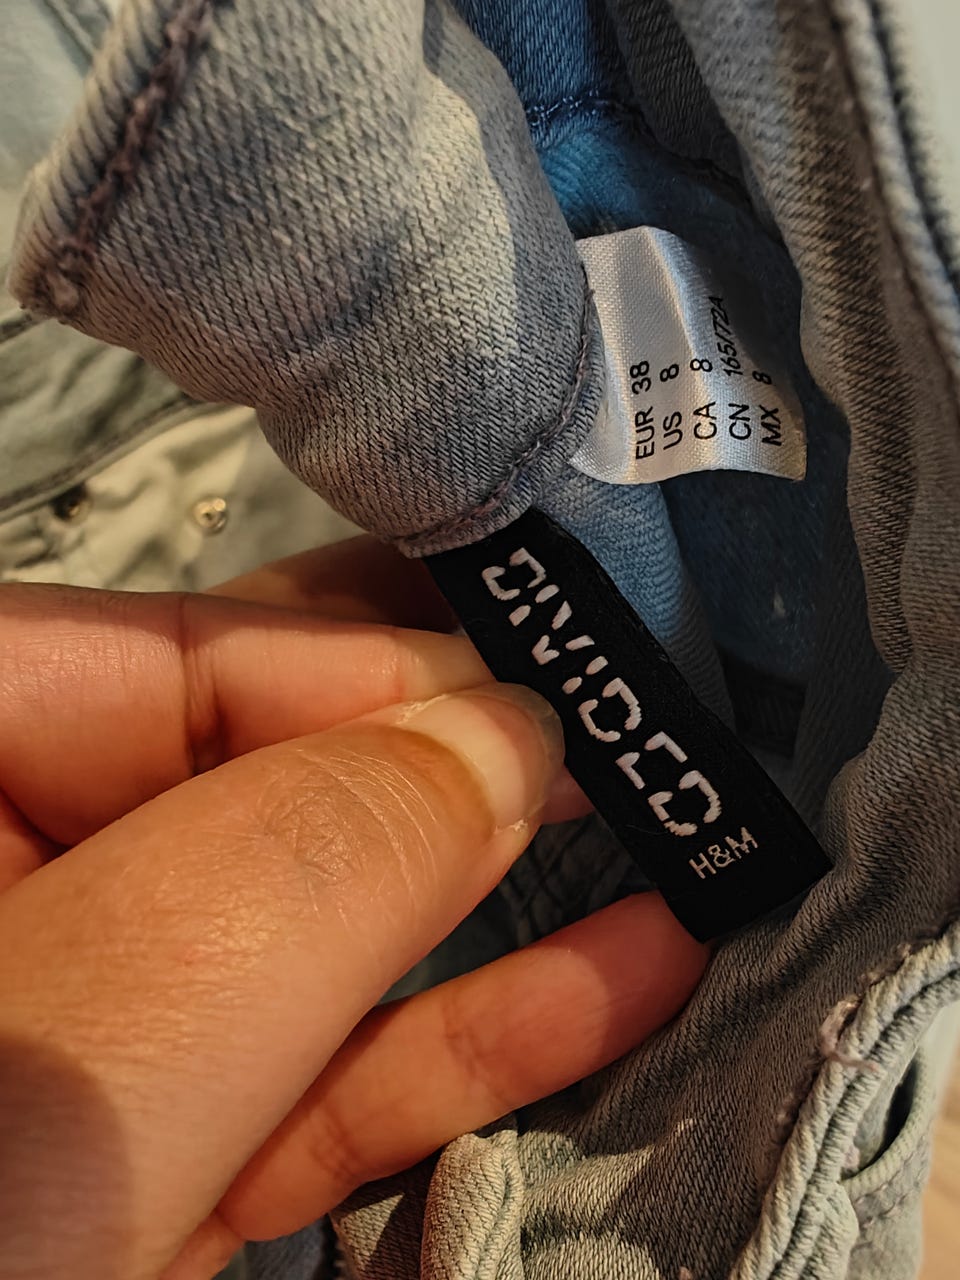 EUR 38
US 8
CA 8
CN 165/72A
MX 8
DIVIDED
H&M